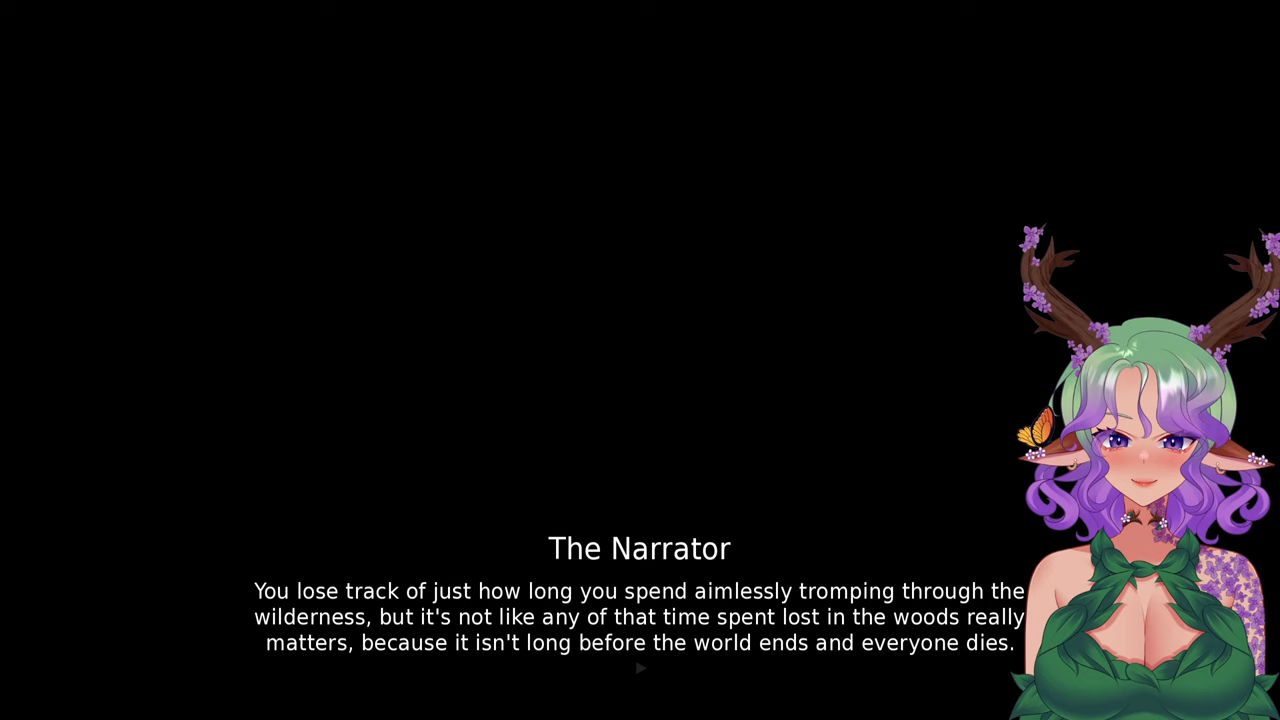 The Narrator
You lose track of just how long you spend aimlessly tromping through the
wilderness, but it's not like any of that time spent lost in the woods really
matters, because it isn't long before the world ends and everyone dies.